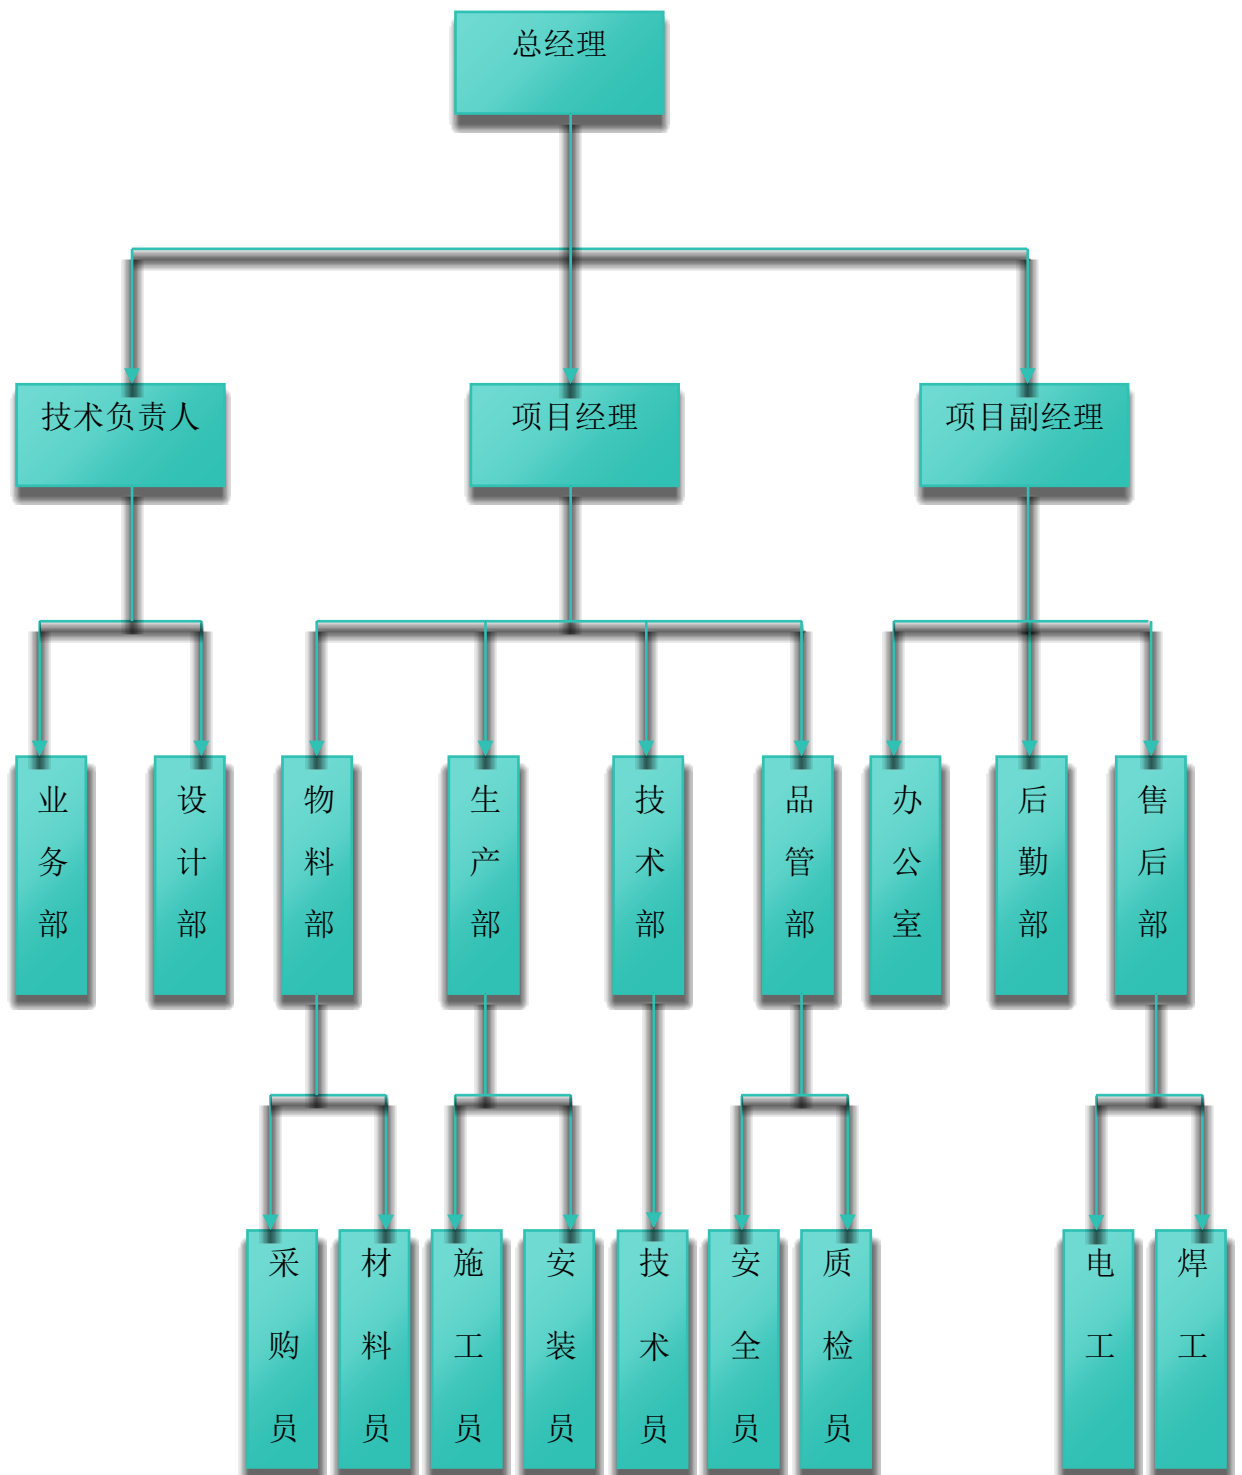 总经理
技术负责人
项目经理
项目副经理
业务部
设计部
物料部
生产部
技术部
品管部
办公室
后勤部
售后部
采购员
材料员
施工员
安装员
技术员
安全员
质检员
电工
焊工